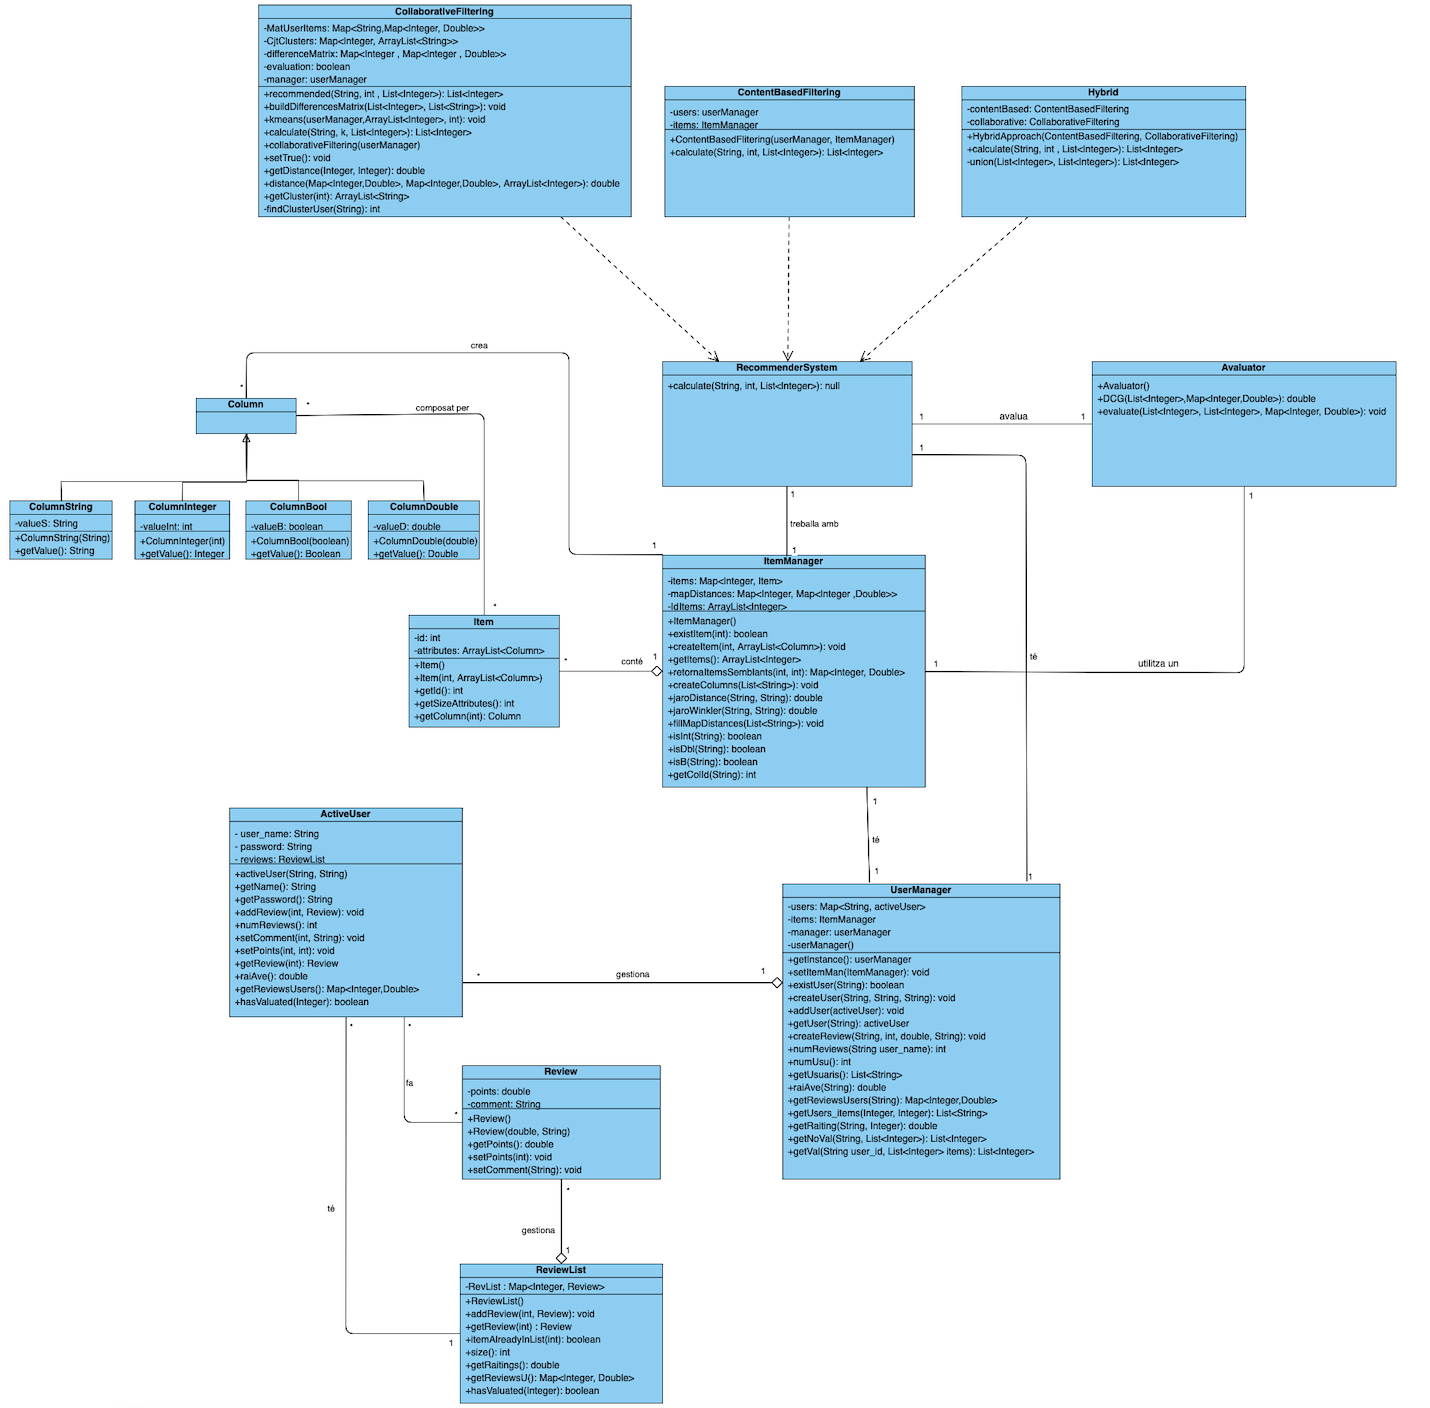 CollaborativeFiltering
-MatUserItems: Map<String,Map<Integer, Double>>
-CjtClusters: Map<Integer, ArrayList<String>>
-differenceMatrix: Map<Integer , Map<Integer , Double>>
-evaluation: boolean
-manager: userManager
+recommended(String, int , List<Integer>): List<Integer>
+buildDifferencesMatrix(List<Integer>, List<String>): void
+kmeans(userManager,ArrayList<Integer>, int): void
+calculate(String, k, List<Integer>): List<Integer>
+collaborativeFiltering(userManager)
+setTrue(): void
+getDistance(Integer, Integer): double
+distance(Map<Integer,Double>, Map<Integer,Double>, ArrayList<Integer>): double
+getCluster(int): ArrayList<String>
-findClusterUser(String): int
ContentBasedFiltering
-users: userManager
-items: ItemManager
+ContentBasedFlitering(userManager, ItemManager)
+calculate(String, int, List<Integer>): List<Integer>
Hybrid
-contentBased: ContentBasedFiltering
-collaborative: CollaborativeFiltering
+HybridApproach(ContentBasedFiltering, CollaborativeFiltering)
+calculate(String, int , List<Integer>): List<Integer>
-union(List<Integer>, List<Integer>): List<Integer>
crea
*
1
Column
*
composat per
*
RecommenderSystem
+calculate(String, int, List<Integer>): null
1
avalua
1
Avaluator
+Avaluator()
+DCG(List<Integer>,Map<Integer,Double>): double
+evaluate(List<Integer>, List<Integer>, Map<Integer, Double>): void
1
1
treballa amb
1
1
ColumnString
-valueS: String
+ColumnString(String)
+getValue(): String
ColumnInteger
-valueInt: int
+ColumnInteger(int)
+getValue(): Integer
ColumnBool
-valueB: boolean
+ColumnBool(boolean)
+getValue(): Boolean
ColumnDouble
-valueD: double
+ColumnDouble(double)
+getValue(): Double
ItemManager
-items: Map<Integer, Item>
-mapDistances: Map<Integer, Map<Integer ,Double>>
-IdItems: ArrayList<Integer>
+ItemManager()
+existItem(int): boolean
+createItem(int, ArrayList<Column>): void
+getItems(): ArrayList<Integer>
+retornaItemsSemblants(int, int): Map<Integer, Double>
+createColumns(List<String>): void
+jaroDistance(String, String): double
+jaroWinkler(String, String): double
+fillMapDistances(List<String>): void
+isInt(String): boolean
+isDbl(String): boolean
+isB(String): boolean
+getColId(String): int
Item
-id: int
-attributes: ArrayList<Column>
+Item()
+Item(int, ArrayList<Column>)
+getId(): int
+getSizeAttributes(): int
+getColumn(int): Column
*
conté
1
1
utilitza un
té
1
té
1
1
ActiveUser
- user_name: String
- password: String
- reviews: ReviewList
+activeUser(String, String)
+getName(): String
+getPassword(): String
+addReview(int, Review): void
+numReviews(): int
+setComment(int, String): void
+setPoints(int, int): void
+getReview(int): Review
+raiAve(): double
+getReviewsUsers(): Map<Integer,Double>
+hasValuated(Integer): boolean
*
gestiona
1
UserManager
-users: Map<String, activeUser>
-items: ItemManager
-manager: userManager
-userManager()
+getInstance(): userManager
+setItemMan(ItemManager): void
+existUser(String): boolean
+createUser(String, String, String): void
+addUser(activeUser): void
+getUser(String): activeUser
+createReview(String, int, double, String): void
+numReviews(String user_name): int
+numUsu(): int
+getUsuaris(): List<String>
+raiAve(String): double
+getReviewsUsers(String): Map<Integer,Double>
+getUsers_items(Integer, Integer): List<String>
+getRaiting(String, Integer): double
+getNoVal(String, List<Integer>): List<Integer>
+getVal(String user_id, List<Integer> items): List<Integer>
*
*
fa
*
Review
-points: double
-comment: String
+Review()
+Review(double, String)
+getPoints(): double
+setPoints(int): void
+setComment(String): void
*
té
gestiona
1
ReviewList
-RevList : Map<Integer, Review>
+ReviewList()
+addReview(int, Review): void
+getReview(int) : Review
+itemAlreadyInList(int): boolean
+size(): int
+getRaitings(): double
+getReviewsU(): Map<Integer, Double>
+hasValuated(Integer): boolean
1